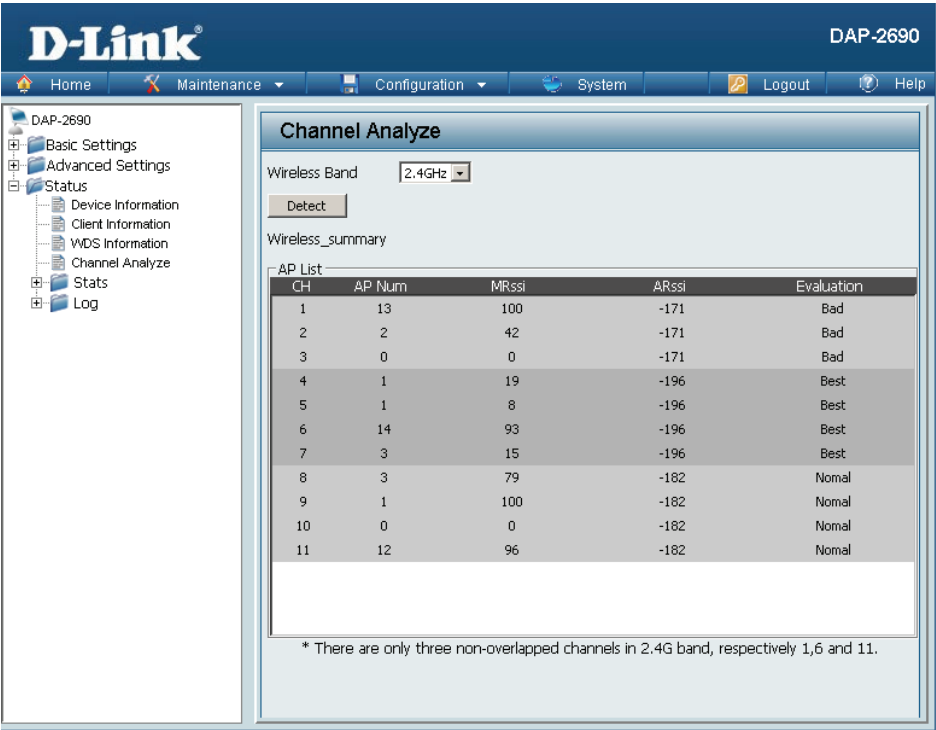 D-Link®
DAP-2690
Home Maintenance Configuration System Logout Help
DAP-2690
Basic Settings
Advanced Settings
Status
Device Information
Client Information
WDS Information
Channel Analyze
Stats
Log
Channel Analyze
Wireless Band 2.4GHz
Detect
Wireless_summary
AP List
CH AP Num MRssi ARssi Evaluation
1 13 100 -171 Bad
2 2 42 -171 Bad
3 0 0 -171 Bad
4 1 19 -196 Best
5 1 8 -196 Best
6 14 93 -196 Best
7 3 15 -196 Best
8 3 79 -182 Nomal
9 1 100 -182 Nomal
10 0 0 -182 Nomal
11 12 96 -182 Nomal
* There are only three non-overlapped channels in 2.4G band, respectively 1,6 and 11.